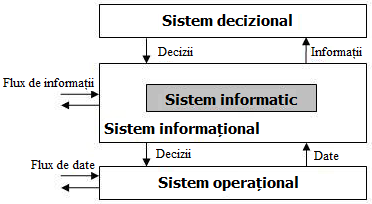 Sistem decizional
Decizii
Informații
Flux de informații
Sistem informatic
Sistem informațional
Decizii
Date
Flux de date
Sistem operațional